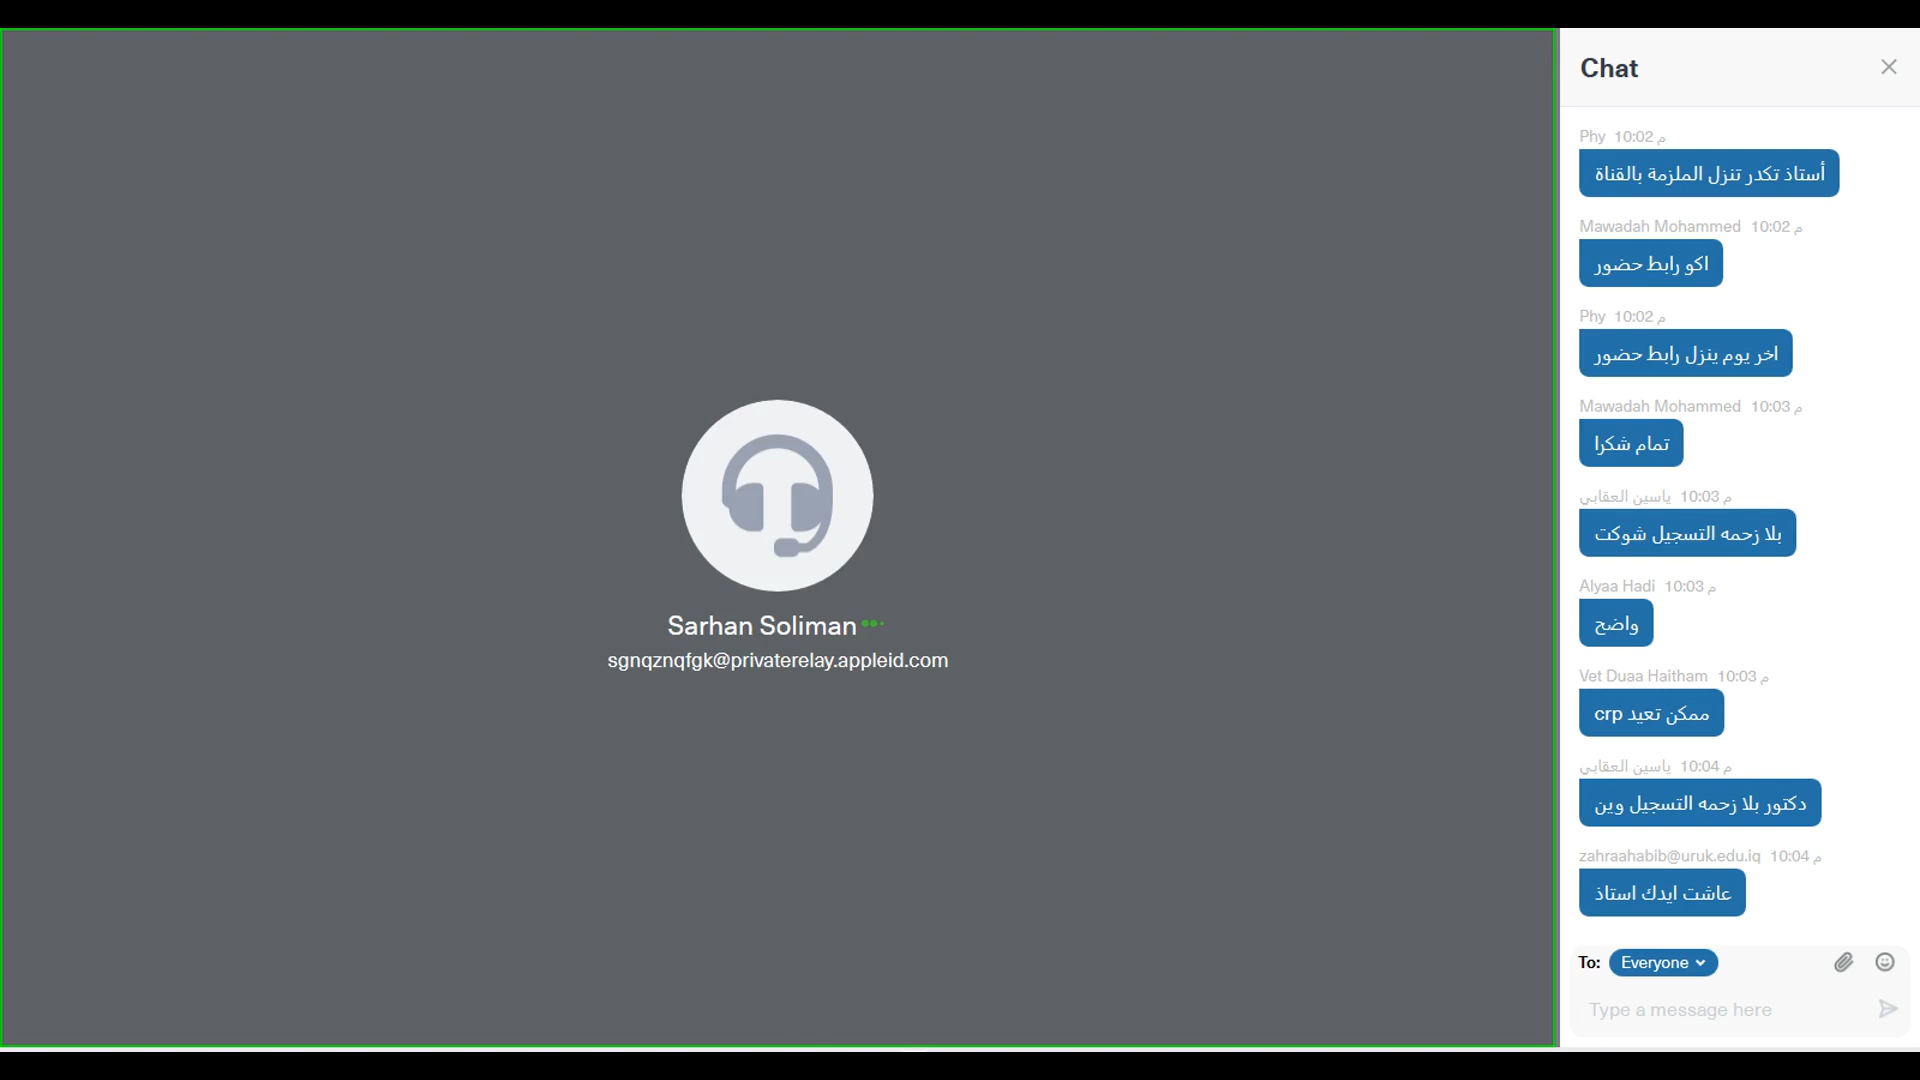 Chat
Phy 10:02 م
أستاذ تكدر تنزل الملزمة بالقناة
Mawadah Mohammed 10:02 م
اكو رابط حضور
Phy 10:02 م
اخر يوم ينزل رابط حضور
Mawadah Mohammed 10:03 م
تمام شكرا
ياسين العقابي 10:03 م
بلا زحمه التسجيل شوكت
Alyaa Hadi 10:03 م
واضح
Vet Duaa Haitham 10:03 م
ممكن تعيد crp
ياسين العقابي 10:04 م
دكتور بلا زحمه التسجيل وين
zahraahabib@uruk.edu.iq 10:04 م
عاشت ايدك استاذ
To: Everyone
Type a message here
Sarhan Soliman
sgnqznqfgk@privaterelay.appleid.com